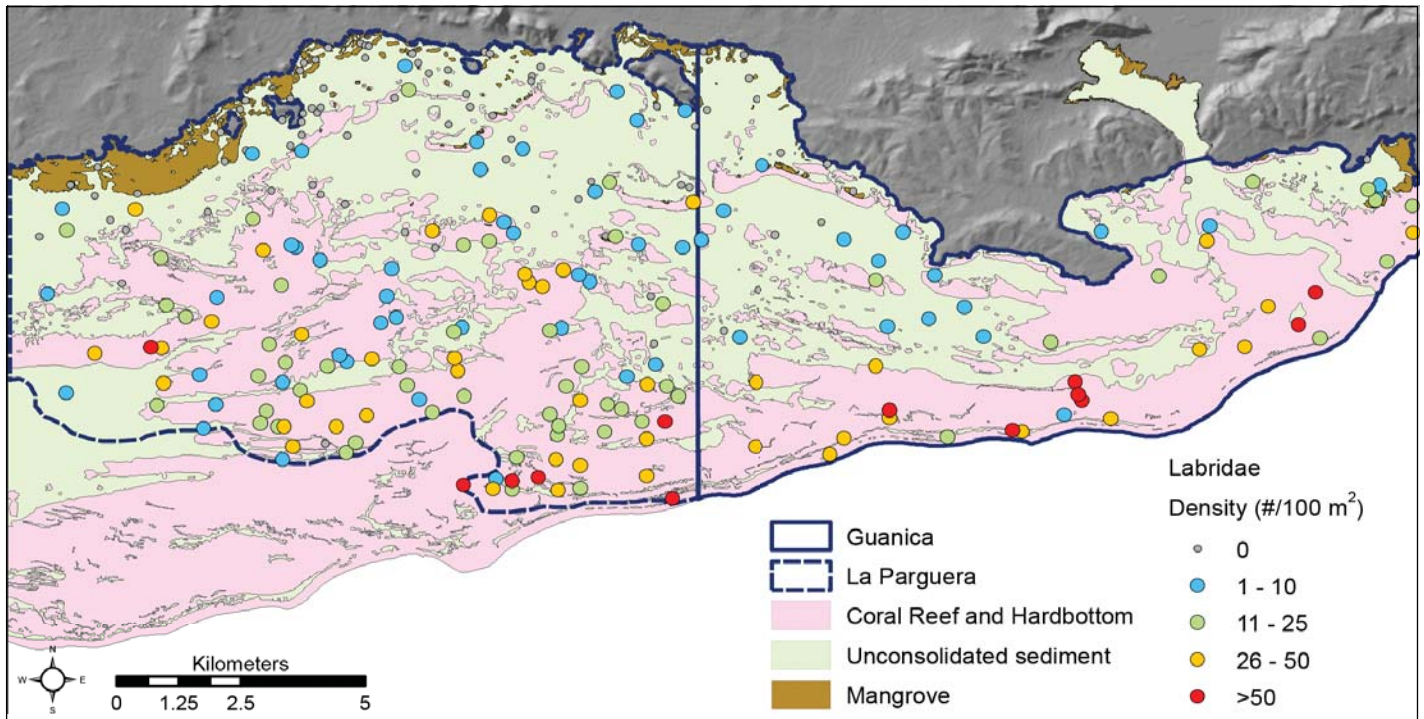 Labridae
Density (#/100 m²)
0
1 - 10
11 - 25
26 - 50
>50
Guanica
La Parguera
Coral Reef and Hardbottom
Unconsolidated sediment
Mangrove
N
W E
S
Kilometers
0 1.25 2.5 5